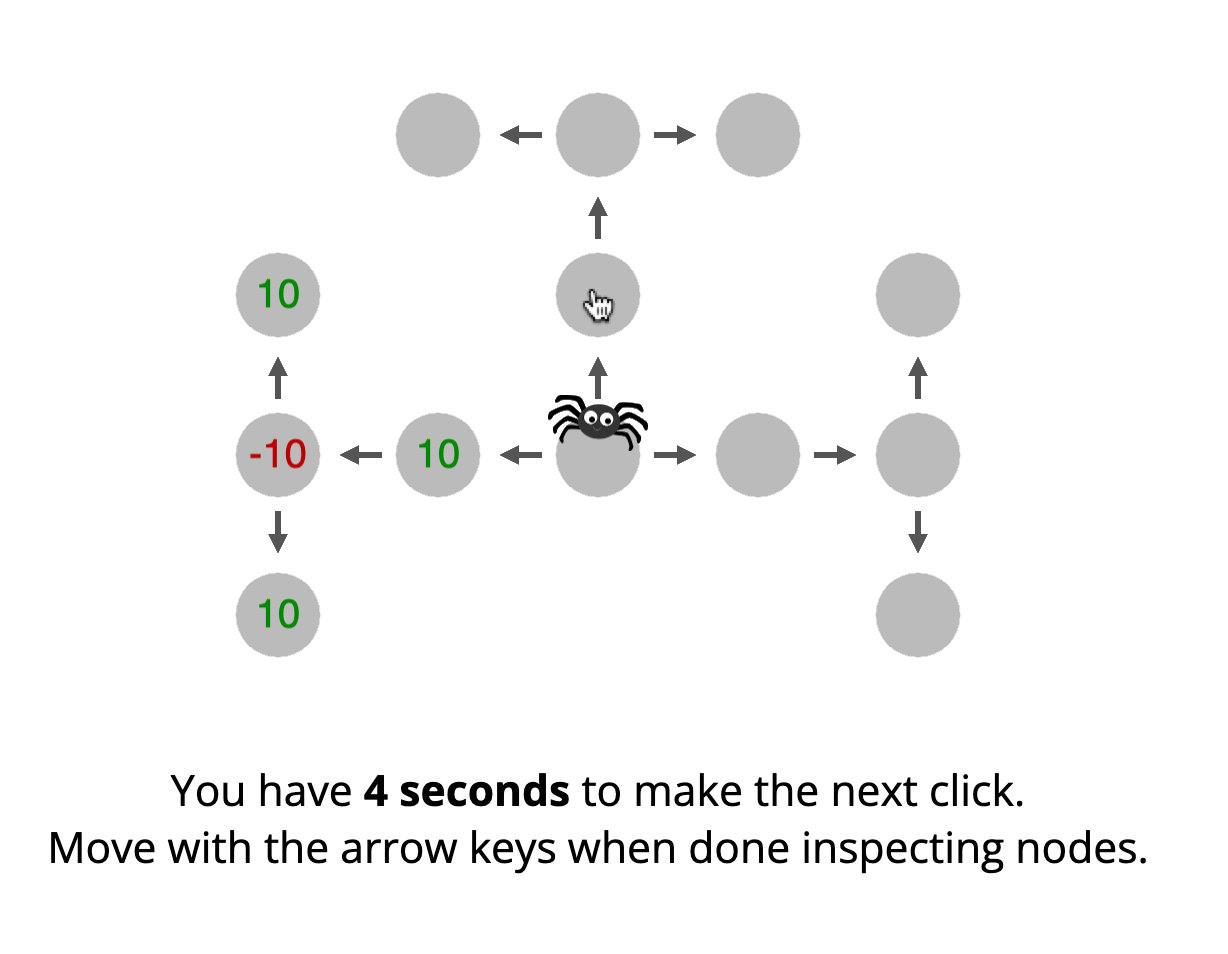 10
-10 10
10
You have 4 seconds to make the next click.
Move with the arrow keys when done inspecting nodes.